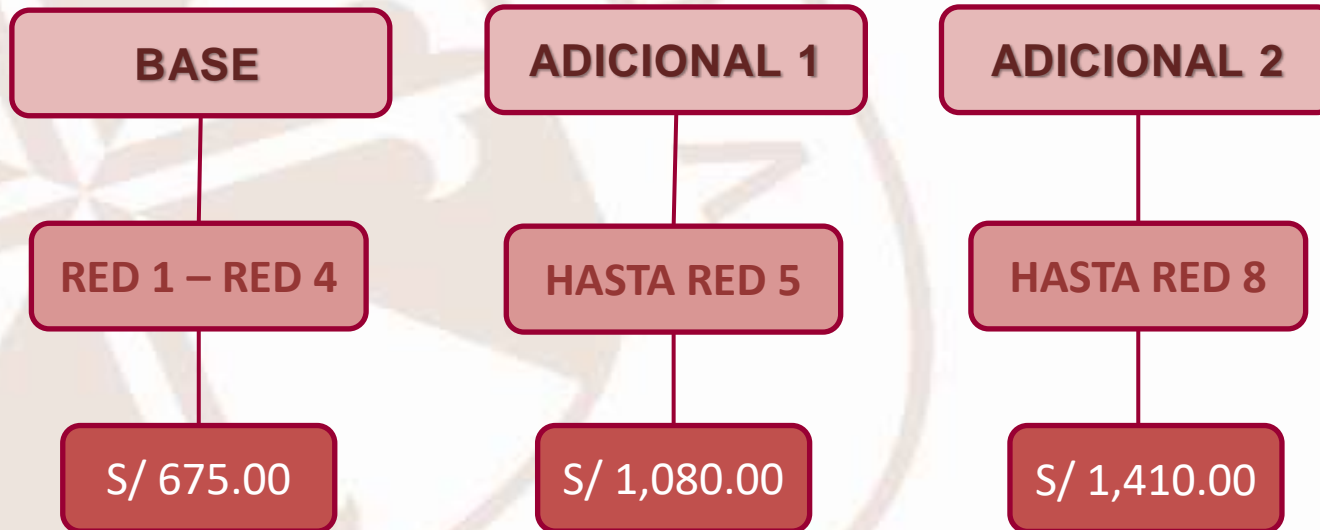 BASE
ADICIONAL 1
ADICIONAL 2
RED 1 – RED 4
HASTA RED 5
HASTA RED 8
S/ 675.00
S/ 1,080.00
S/ 1,410.00